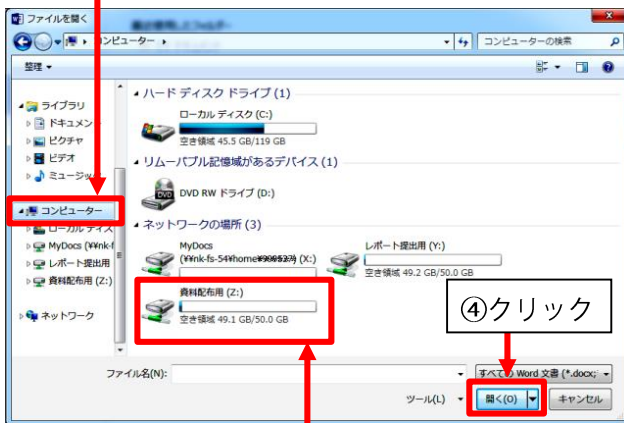 ファイルを開く
コンピューター
コンピューターの検索
整理
ハード ディスク ドライブ (1)
ライブラリ
ドキュメント
ピクチャ
ビデオ
ミュージック
ローカル ディスク (C:)
空き領域 45.5 GB/119 GB
リムーバブル記憶域があるデバイス (1)
DVD RW ドライブ (D:)
コンピューター
ローカル ディス
MyDocs (¥¥nk-f
レポート提出用
資料配布用 (Z:)
ネットワーク
ネットワークの場所 (3)
MyDocs
(¥¥nk-fs-54¥home¥ (X:)
レポート提出用 (Y:)
空き領域 49.2 GB/50.0 GB
資料配布用 (Z:)
空き領域 49.1 GB/50.0 GB
④クリック
ファイル名(N):
すべての Word 文書 (*.docx;
ツール(L)
開く(O)
キャンセル